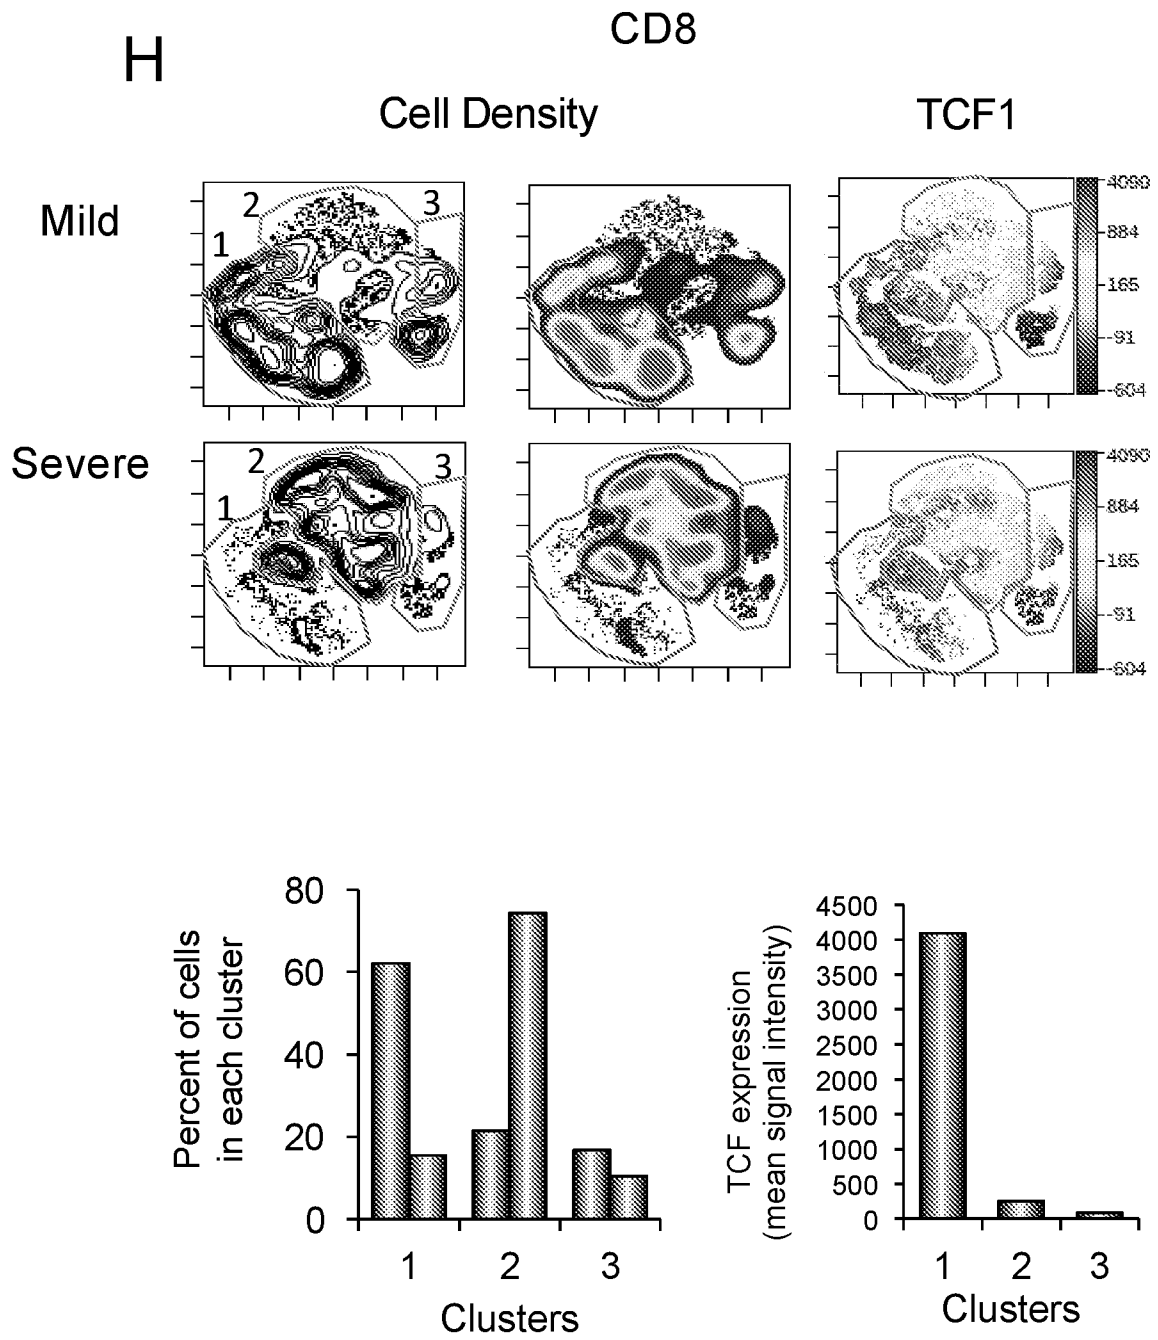 H
CD8
Cell Density
TCF1
Mild
1
2
3
4090
884
165
-91
-604
Severe
1
2
3
4090
884
165
-91
-604
Percent of cells
in each cluster
80
60
40
20
0
1 2 3
Clusters
TCF expression
(mean signal intensity)
4500
4000
3500
3000
2500
2000
1500
1000
500
0
1 2 3
Clusters